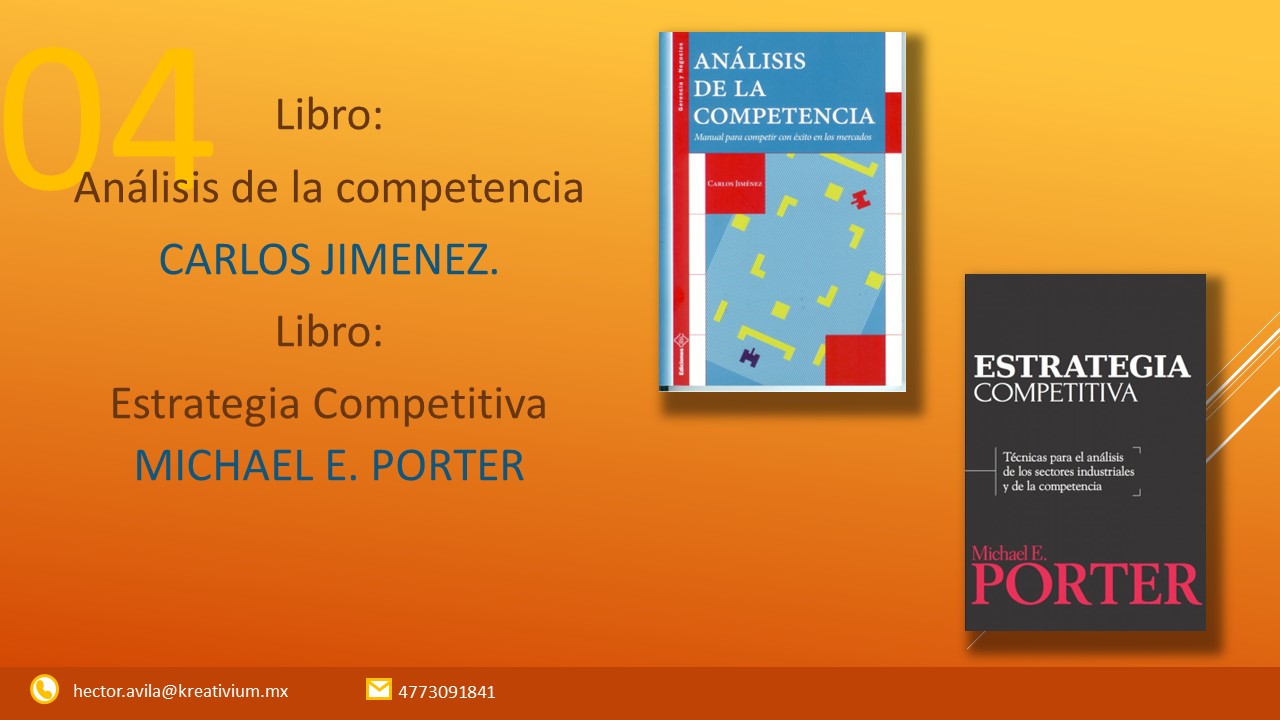 04
Libro:
Análisis de la competencia
CARLOS JIMENEZ.
Libro:
Estrategia Competitiva
MICHAEL E. PORTER
Gerencia y Negocios
ANÁLISIS
DE LA
COMPETENCIA
Manual para competir con éxito en los mercados
CARLOS JIMÉNEZ
Ediciones
ESTRATEGIA
COMPETITIVA
Técnicas para el análisis
de los sectores industriales
y de la competencia
Michael E.
PORTER
hector.avila@kreativium.mx
4773091841